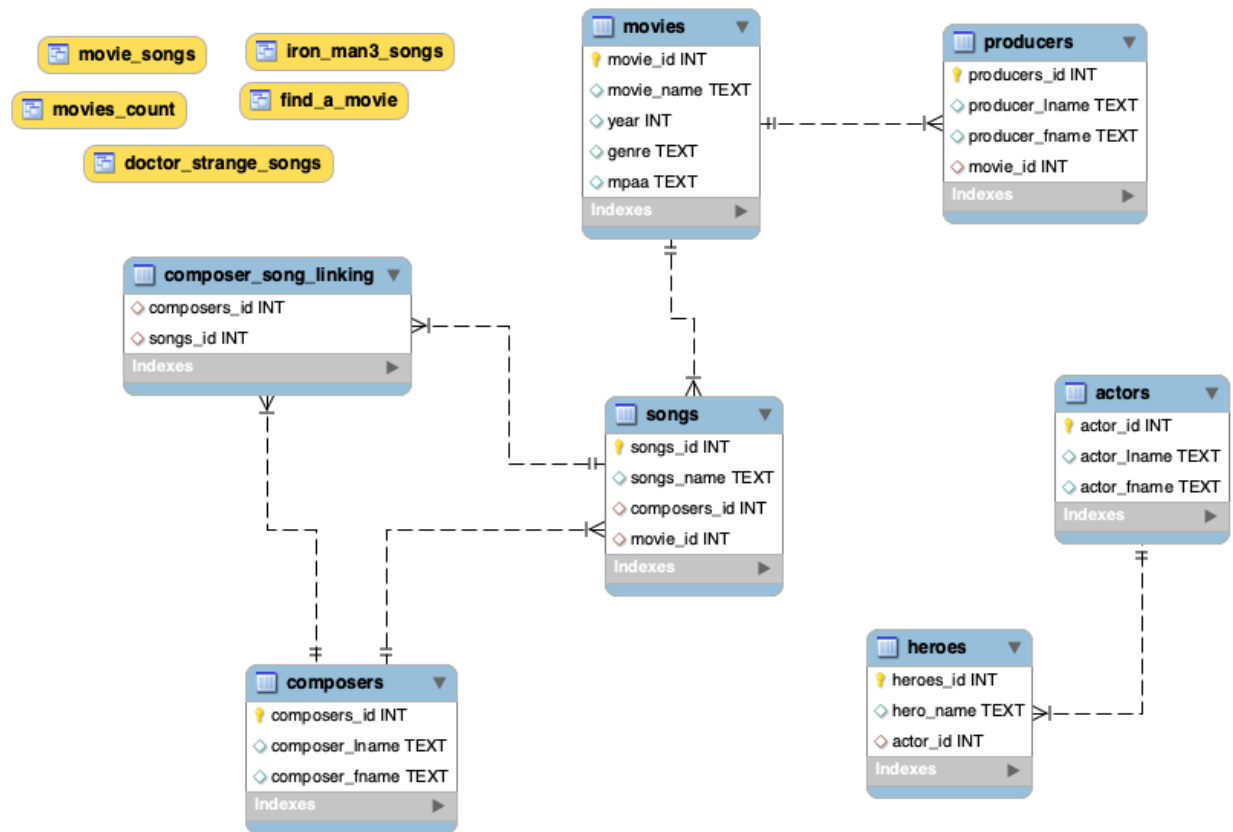 movie_songs
iron_man3_songs
movies_count
find_a_movie
doctor_strange_songs
movies
movie_id INT
movie_name TEXT
year INT
genre TEXT
mpaa TEXT
Indexes
producers
producers_id INT
producer_lname TEXT
producer_fname TEXT
movie_id INT
Indexes
composer_song_linking
composers_id INT
songs_id INT
Indexes
songs
songs_id INT
songs_name TEXT
composers_id INT
movie_id INT
Indexes
actors
actor_id INT
actor_lname TEXT
actor_fname TEXT
Indexes
composers
composers_id INT
composer_lname TEXT
composer_fname TEXT
Indexes
heroes
heroes_id INT
hero_name TEXT
actor_id INT
Indexes